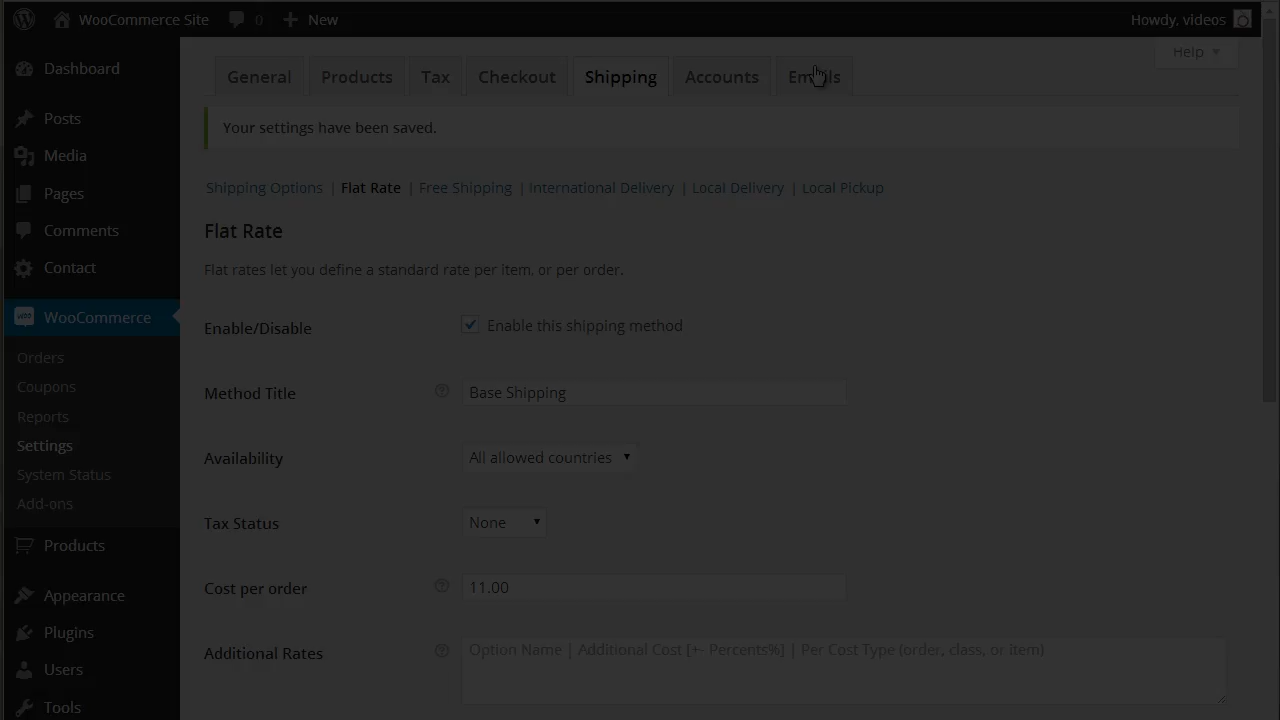 WooCommerce Site 0 New Howdy, videos
Help
General Products Tax Checkout Shipping Accounts Emails
Your settings have been saved.
Shipping Options | Flat Rate | Free Shipping | International Delivery | Local Delivery | Local Pickup
Flat Rate
Flat rates let you define a standard rate per item, or per order.
Enable/Disable Enable this shipping method
Method Title Base Shipping
Availability All allowed countries
Tax Status None
Cost per order 11.00
Additional Rates Option Name | Additional Cost [+- Percents%] | Per Cost Type (order, class, or item)
Dashboard
Posts
Media
Pages
Comments
Contact
WooCommerce
Orders
Coupons
Reports
Settings
System Status
Add-ons
Products
Appearance
Plugins
Users
Tools